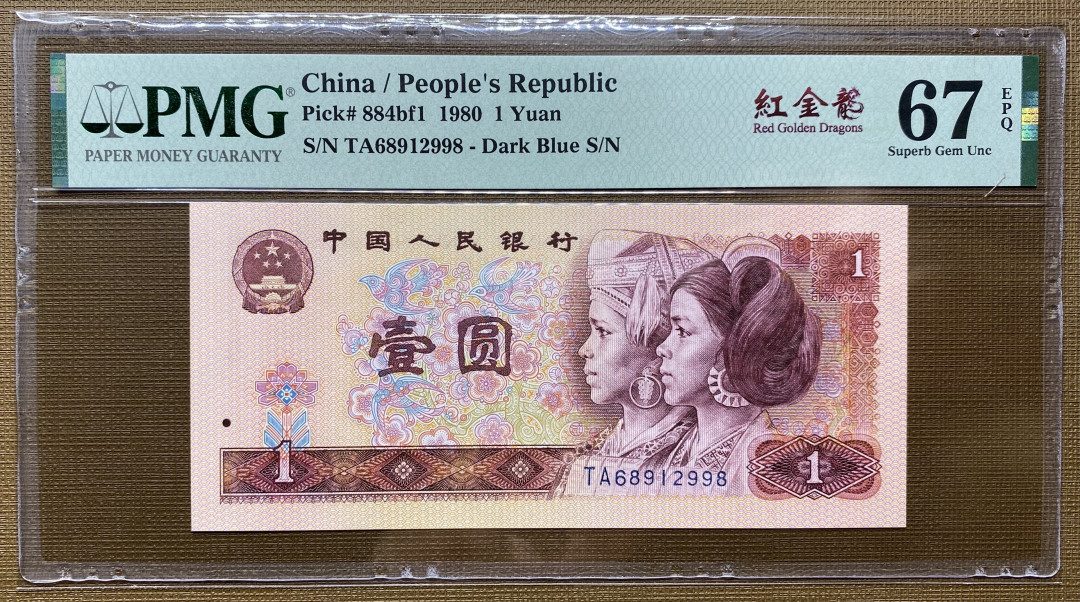 PMG®
PAPER MONEY GUARANTY
China / People's Republic
Pick# 884bf1 1980 1 Yuan
S/N TA68912998 - Dark Blue S/N
紅金龍
Red Golden Dragons
67
EPQ
Superb Gem Unc
中国人民银行
1
壹圆
1
TA68912998
1